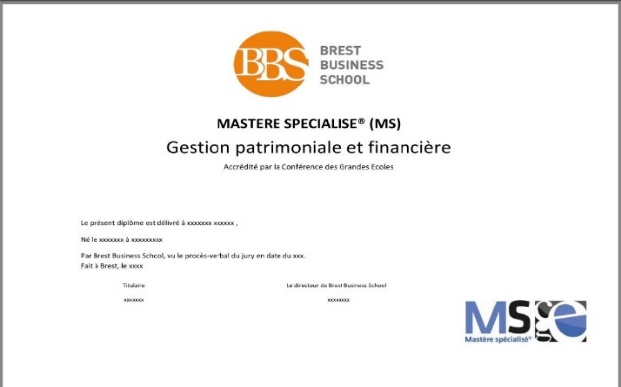 BBS
BREST
BUSINESS
SCHOOL
MASTERE SPECIALISE® (MS)
Gestion patrimoniale et financière
Accrédité par la Conférence des Grandes Ecoles
Le présent diplôme est délivré à xxxxxxx xxxxxx ,
Né le xxxxxxx à xxxxxxxxx
Par Brest Business School, vu le procès-verbal du jury en date du xxx.
Fait à Brest, le xxxx
Titulaire Le directeur de Brest Business School
xxxxxxx xxxxxxxx
MS ge
Mastère spécialisé®